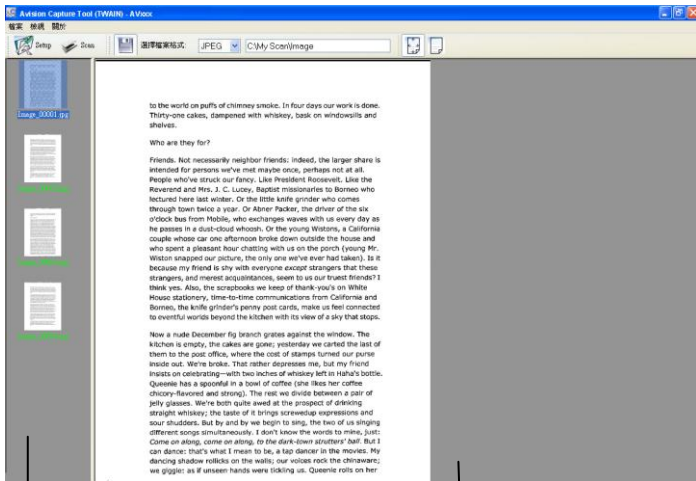 Avision Capture Tool (TWAIN) - AVxxx
檔案 檢視 關於
Setup Scan 選擇檔案格式: JPEG C:\My Scan\Image
Image_00001.jpg
to the world on puffs of chimney smoke. In four days our work is done.
Thirty-one cakes, dampened with whiskey, bask on windowsills and
shelves.
Who are they for?
Friends. Not necessarily neighbor friends: indeed, the larger share is
intended for persons we've met maybe once, perhaps not at all.
People who've struck our fancy. Like President Roosevelt. Like the
Reverend and Mrs. J. C. Lucey, Baptist missionaries to Borneo who
lectured here last winter. Or the little knife grinder who comes
through town twice a year. Or Abner Packer, the driver of the six
o'clock bus from Mobile, who exchanges waves with us every day as
he passes in a dust-cloud whoosh. Or the young Wistons, a California
couple whose car one afternoon broke down outside the house and
who spent a pleasant hour chatting with us on the porch (young Mr.
Wiston snapped our picture, the only one we've ever had taken). Is it
because my friend is shy with everyone except strangers that these
strangers, and merest acquaintances, seem to us our truest friends? I
think yes. Also, the scrapbooks we keep of thank-you's on White
House stationery, time-to-time communications from California and
Borneo, the knife grinder's penny post cards, make us feel connected
to eventful worlds beyond the kitchen with its view of a sky that stops.
Now a nude December fig branch grates against the window. The
kitchen is empty, the cakes are gone; yesterday we carted the last of
them to the post office, where the cost of stamps turned our purse
inside out. We're broke. That rather depresses me, but my friend
insists on celebrating—with two inches of whiskey left in Haha's bottle.
Queenie has a spoonful in a bowl of coffee (she likes her coffee
chicory-flavored and strong). The rest we divide between a pair of
jelly glasses. We're both quite awed at the prospect of drinking
straight whiskey; the taste of it brings screwedup expressions and
sour shudders. But by and by we begin to sing, the two of us singing
different songs simultaneously. I don't know the words to mine, just:
Come on along, come on along, to the dark-town strutters' ball. But I
can dance: that's what I mean to be, a tap dancer in the movies. My
dancing shadow rollicks on the walls; our voices rock the chinaware;
we giggle: as if unseen hands were tickling us. Queenie rolls on her